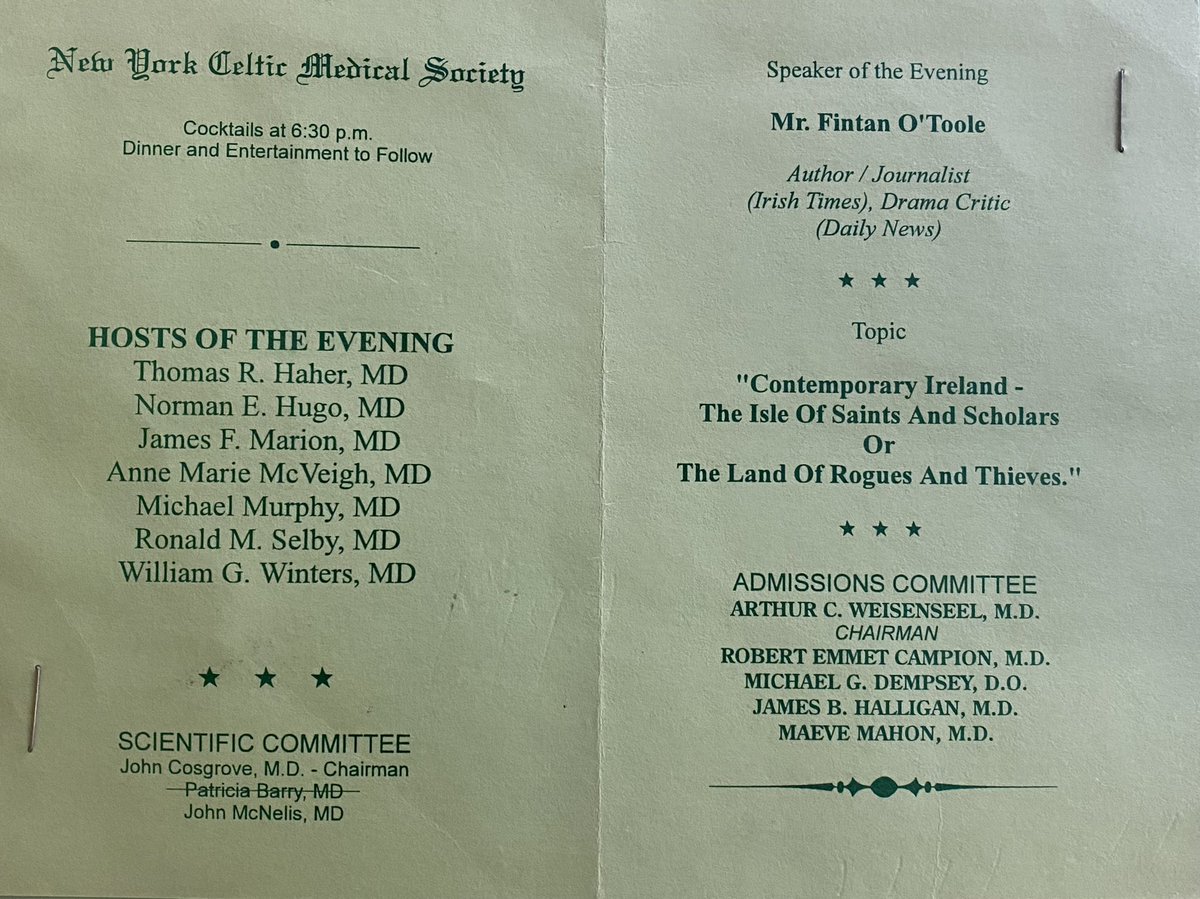 New York Celtic Medical Society
Cocktails at 6:30 p.m.
Dinner and Entertainment to Follow
HOSTS OF THE EVENING
Thomas R. Haher, MD
Norman E. Hugo, MD
James F. Marion, MD
Anne Marie McVeigh, MD
Michael Murphy, MD
Ronald M. Selby, MD
William G. Winters, MD
SCIENTIFIC COMMITTEE
John Cosgrove, M.D. - Chairman
Patricia Barry, MD
John McNelis, MD
Speaker of the Evening
Mr. Fintan O'Toole
Author / Journalist
(Irish Times), Drama Critic
(Daily News)
Topic
"Contemporary Ireland -
The Isle Of Saints And Scholars
Or
The Land Of Rogues And Thieves."
ADMISSIONS COMMITTEE
ARTHUR C. WEISENSEEL, M.D.
CHAIRMAN
ROBERT EMMET CAMPION, M.D.
MICHAEL G. DEMPSEY, D.O.
JAMES B. HALLIGAN, M.D.
MAEVE MAHON, M.D.